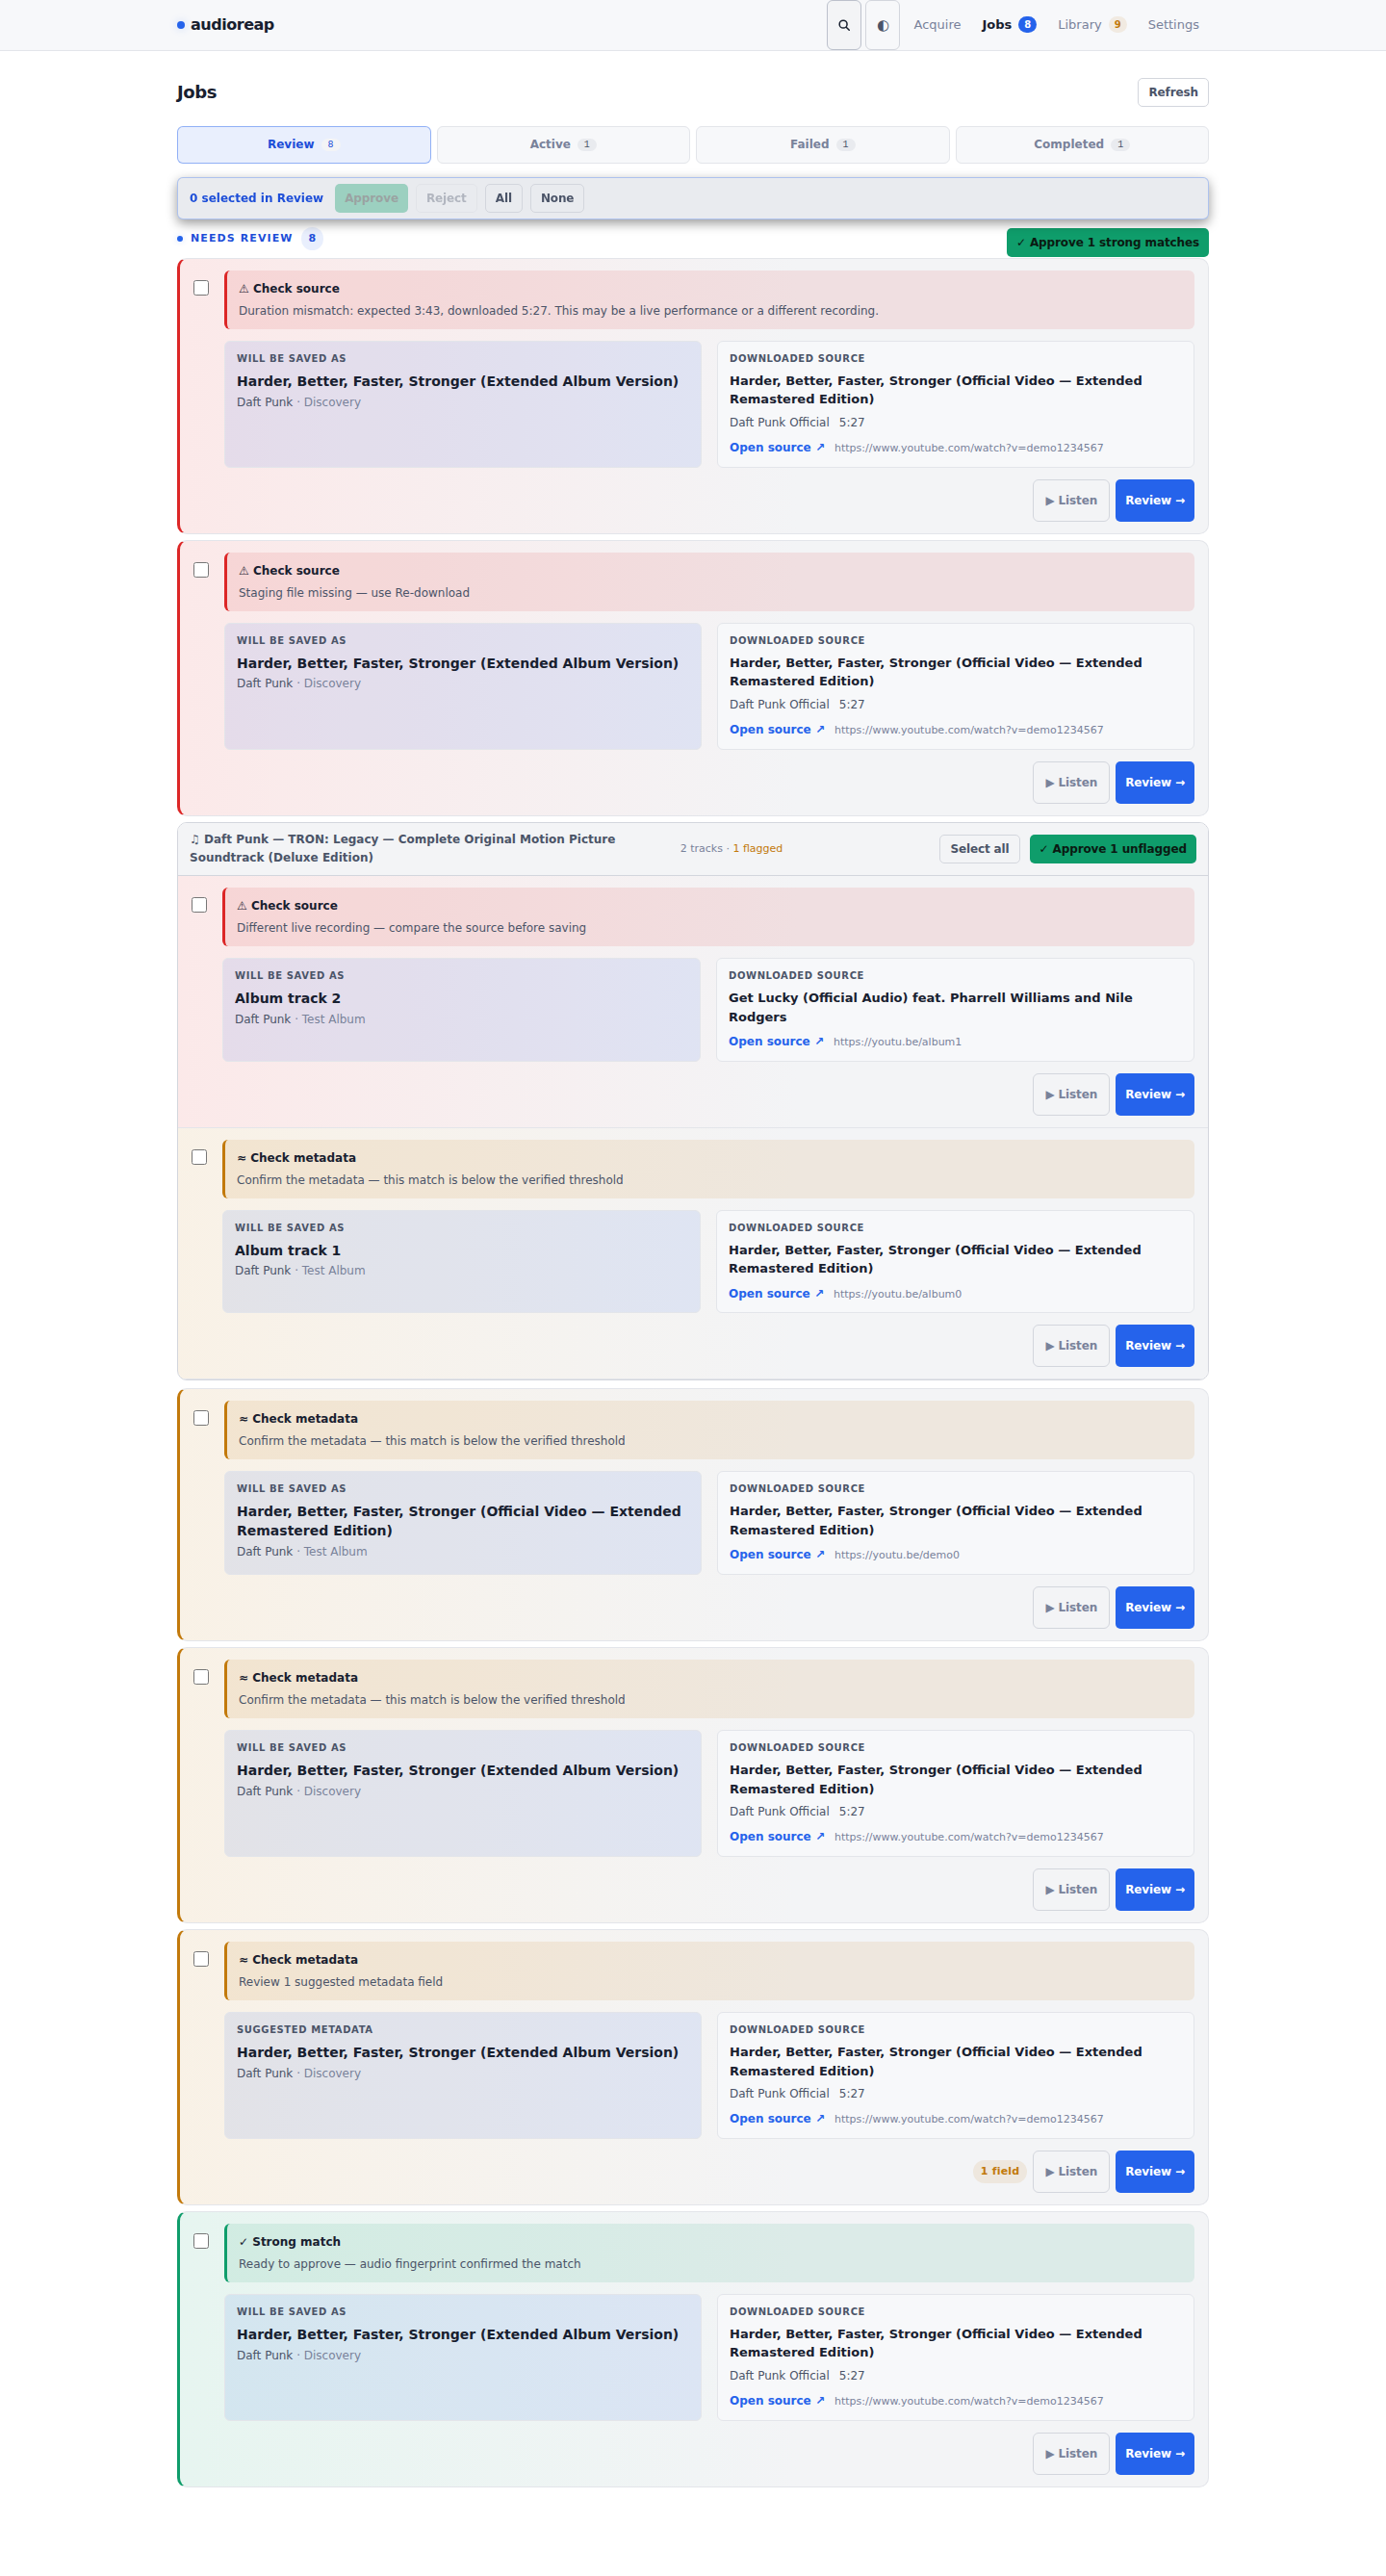 audioreap
Acquire
Jobs 8
Library 9
Settings
Jobs
Refresh
Review 8
Active 1
Failed 1
Completed 1
0 selected in Review
Approve
Reject
All
None
NEEDS REVIEW 8
✓ Approve 1 strong matches
⚠ Check source
Duration mismatch: expected 3:43, downloaded 5:27. This may be a live performance or a different recording.
WILL BE SAVED AS
Harder, Better, Faster, Stronger (Extended Album Version)
Daft Punk · Discovery
DOWNLOADED SOURCE
Harder, Better, Faster, Stronger (Official Video — Extended
Remastered Edition)
Daft Punk Official 5:27
Open source ↗ https://www.youtube.com/watch?v=demo1234567
▶ Listen
Review →
⚠ Check source
Staging file missing — use Re-download
WILL BE SAVED AS
Harder, Better, Faster, Stronger (Extended Album Version)
Daft Punk · Discovery
DOWNLOADED SOURCE
Harder, Better, Faster, Stronger (Official Video — Extended
Remastered Edition)
Daft Punk Official 5:27
Open source ↗ https://www.youtube.com/watch?v=demo1234567
▶ Listen
Review →
♫ Daft Punk — TRON: Legacy — Complete Original Motion Picture
Soundtrack (Deluxe Edition)
2 tracks · 1 flagged
Select all
✓ Approve 1 unflagged
⚠ Check source
Different live recording — compare the source before saving
WILL BE SAVED AS
Album track 2
Daft Punk · Test Album
DOWNLOADED SOURCE
Get Lucky (Official Audio) feat. Pharrell Williams and Nile
Rodgers
Open source ↗ https://youtu.be/album1
▶ Listen
Review →
≈ Check metadata
Confirm the metadata — this match is below the verified threshold
WILL BE SAVED AS
Album track 1
Daft Punk · Test Album
DOWNLOADED SOURCE
Harder, Better, Faster, Stronger (Official Video — Extended
Remastered Edition)
Open source ↗ https://youtu.be/album0
▶ Listen
Review →
≈ Check metadata
Confirm the metadata — this match is below the verified threshold
WILL BE SAVED AS
Harder, Better, Faster, Stronger (Official Video — Extended
Remastered Edition)
Daft Punk · Test Album
DOWNLOADED SOURCE
Harder, Better, Faster, Stronger (Official Video — Extended
Remastered Edition)
Open source ↗ https://youtu.be/demo0
▶ Listen
Review →
≈ Check metadata
Confirm the metadata — this match is below the verified threshold
WILL BE SAVED AS
Harder, Better, Faster, Stronger (Extended Album Version)
Daft Punk · Discovery
DOWNLOADED SOURCE
Harder, Better, Faster, Stronger (Official Video — Extended
Remastered Edition)
Daft Punk Official 5:27
Open source ↗ https://www.youtube.com/watch?v=demo1234567
▶ Listen
Review →
≈ Check metadata
Review 1 suggested metadata field
SUGGESTED METADATA
Harder, Better, Faster, Stronger (Extended Album Version)
Daft Punk · Discovery
DOWNLOADED SOURCE
Harder, Better, Faster, Stronger (Official Video — Extended
Remastered Edition)
Daft Punk Official 5:27
Open source ↗ https://www.youtube.com/watch?v=demo1234567
1 field
▶ Listen
Review →
✓ Strong match
Ready to approve — audio fingerprint confirmed the match
WILL BE SAVED AS
Harder, Better, Faster, Stronger (Extended Album Version)
Daft Punk · Discovery
DOWNLOADED SOURCE
Harder, Better, Faster, Stronger (Official Video — Extended
Remastered Edition)
Daft Punk Official 5:27
Open source ↗ https://www.youtube.com/watch?v=demo1234567
▶ Listen
Review →